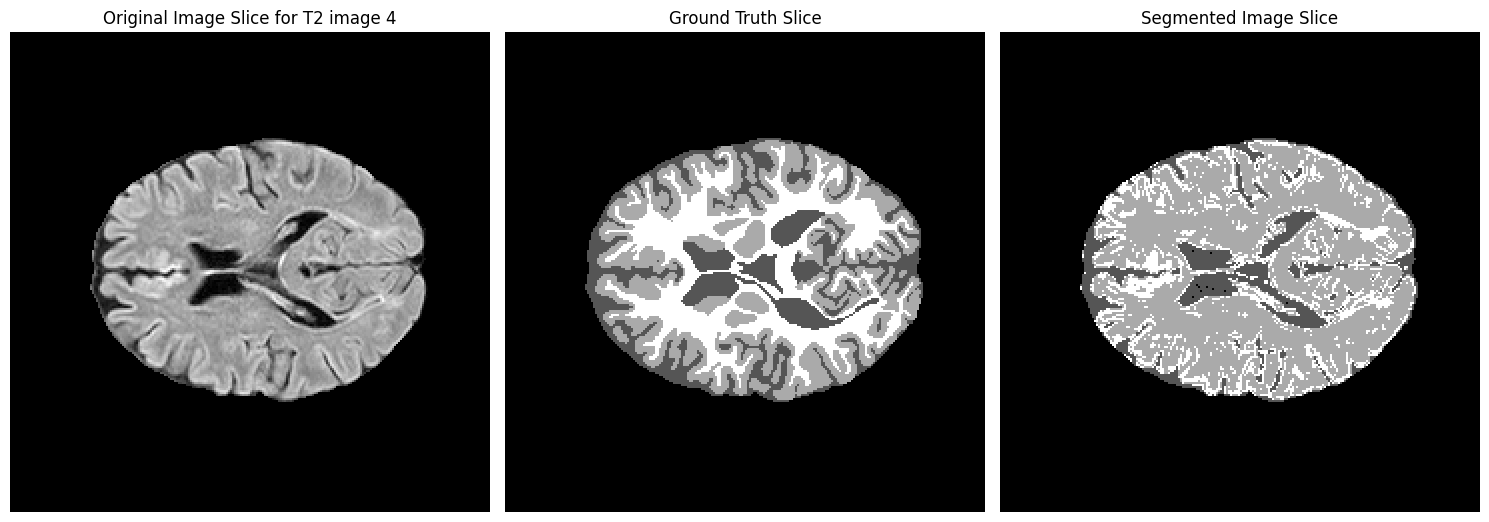 Original Image Slice for T2 image 4
Ground Truth Slice
Segmented Image Slice